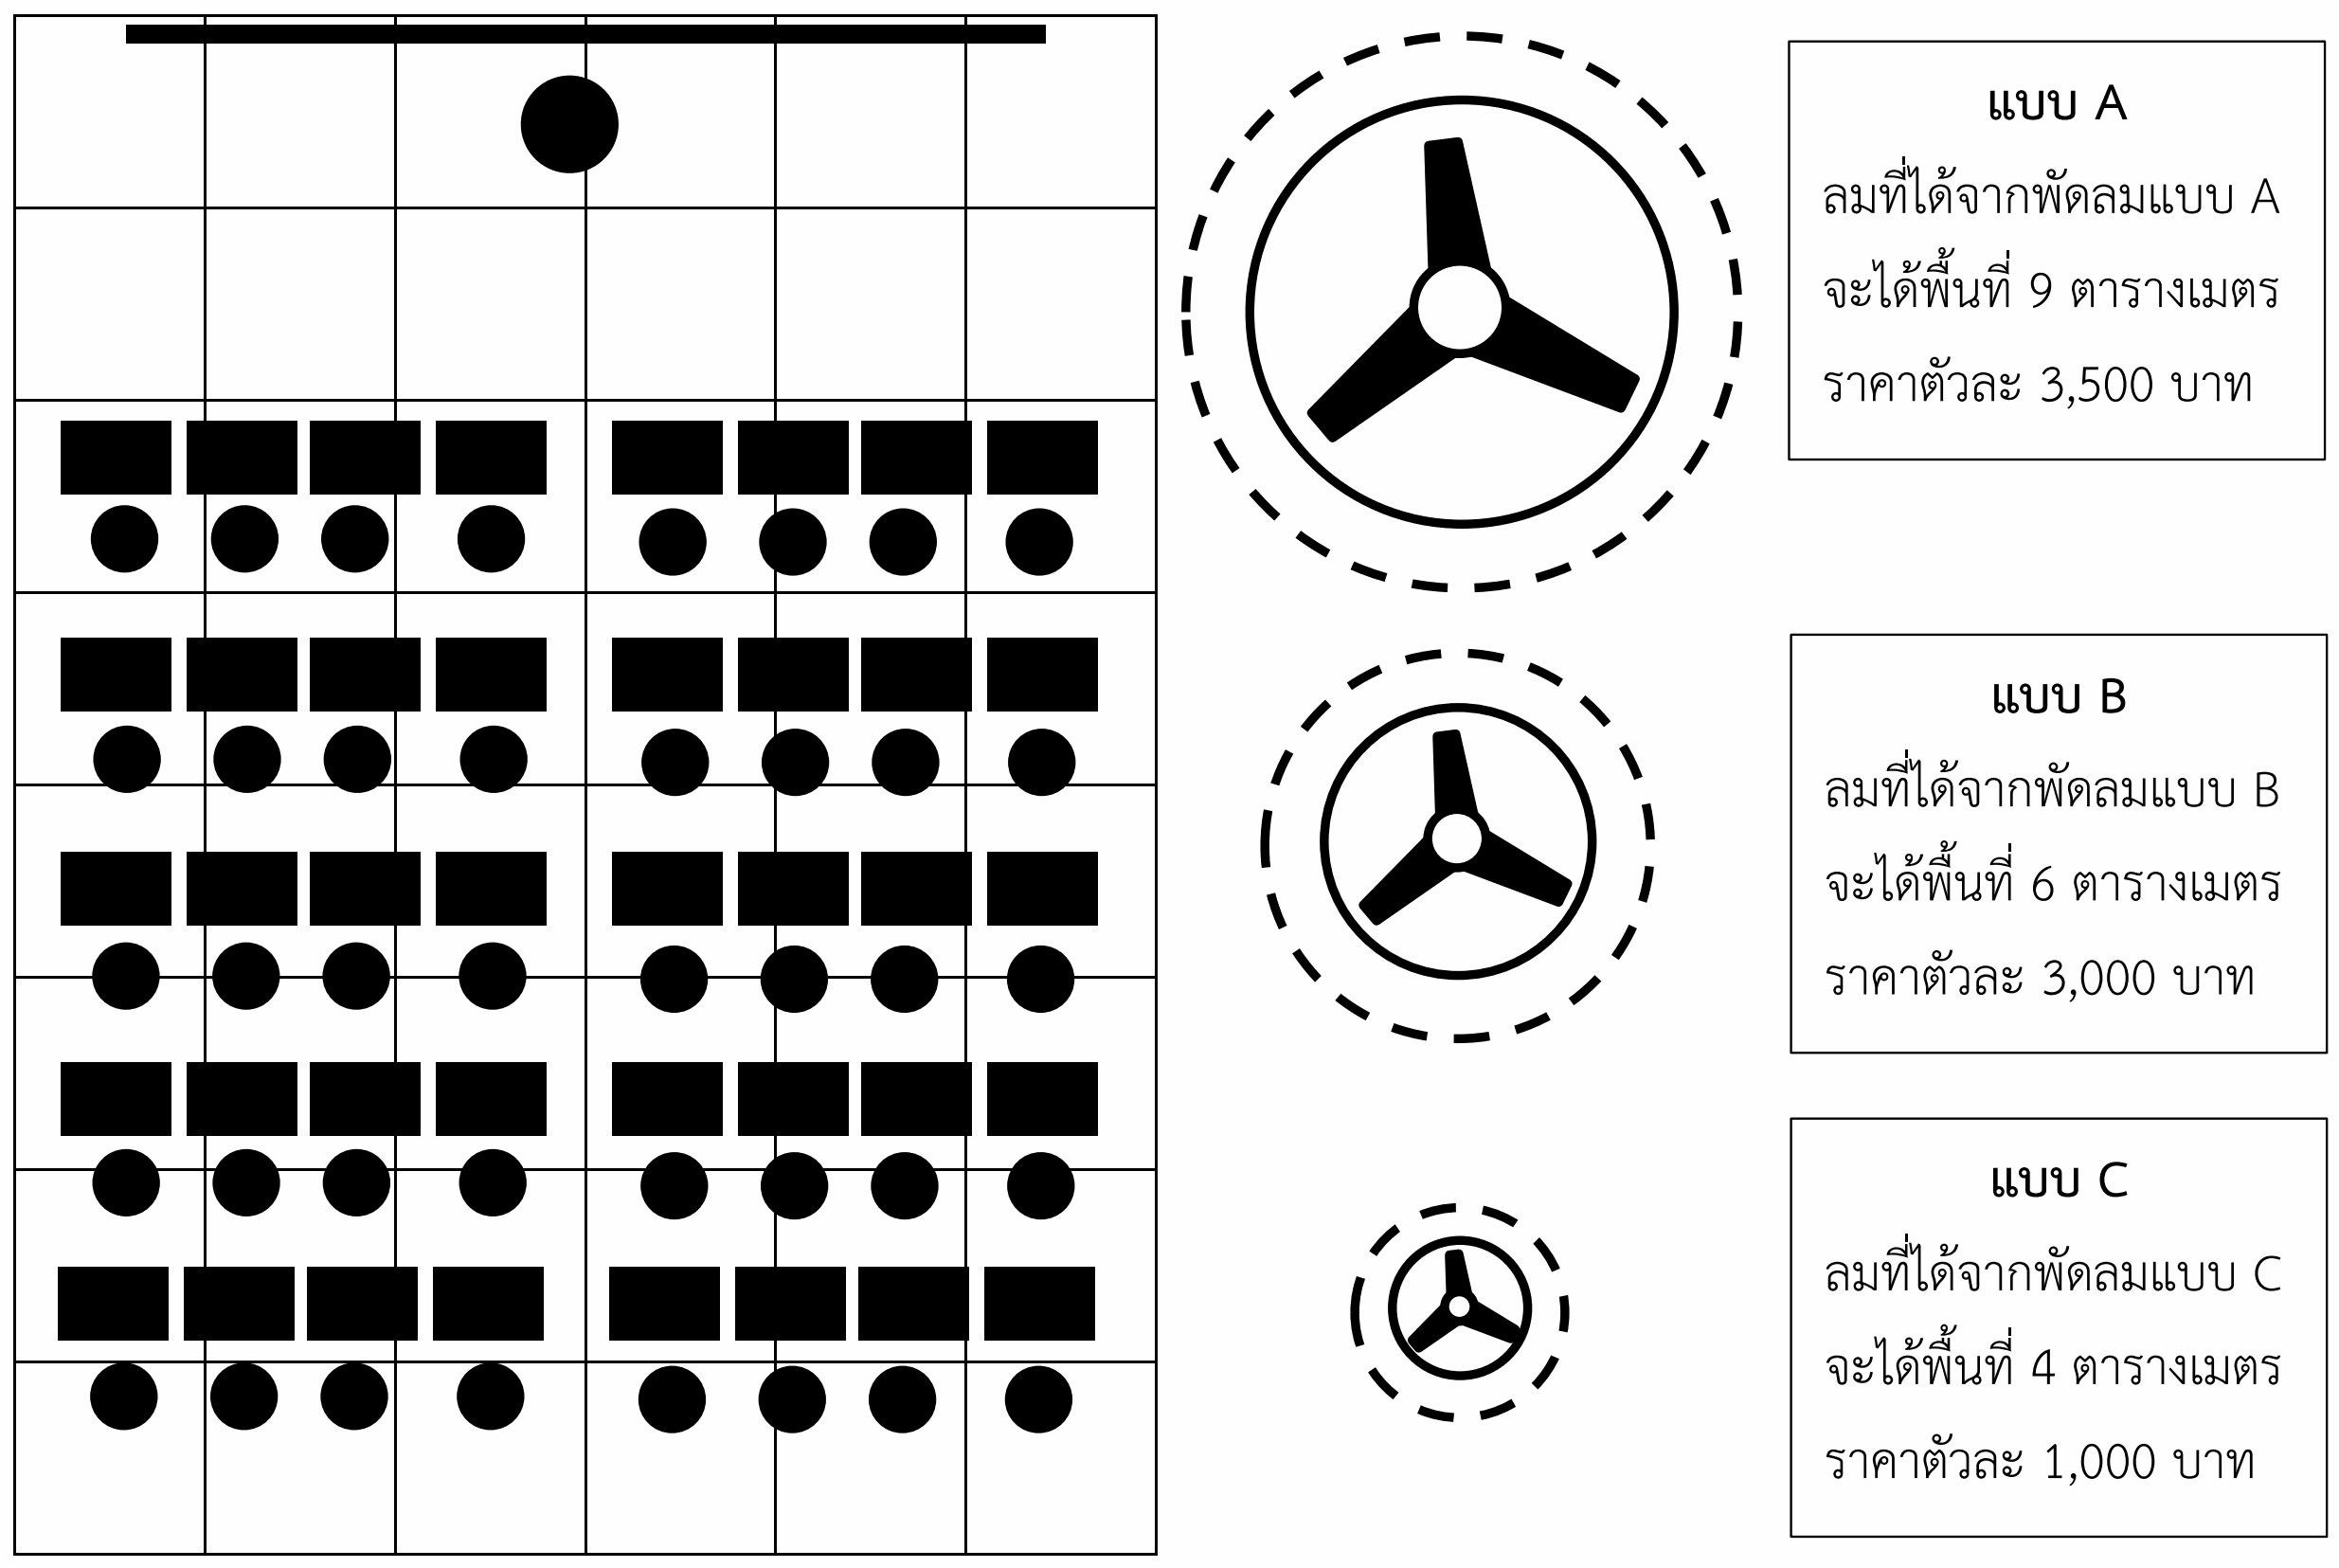 แบบ A
ลมที่ได้จากพัดลมแบบ A
จะได้พื้นที่ 9 ตารางเมตร
ราคาตัวละ 3,500 บาท
แบบ B
ลมที่ได้จากพัดลมแบบ B
จะได้พื้นที่ 6 ตารางเมตร
ราคาตัวละ 3,000 บาท
แบบ C
ลมที่ได้จากพัดลมแบบ C
จะได้พื้นที่ 4 ตารางเมตร
ราคาตัวละ 1,000 บาท